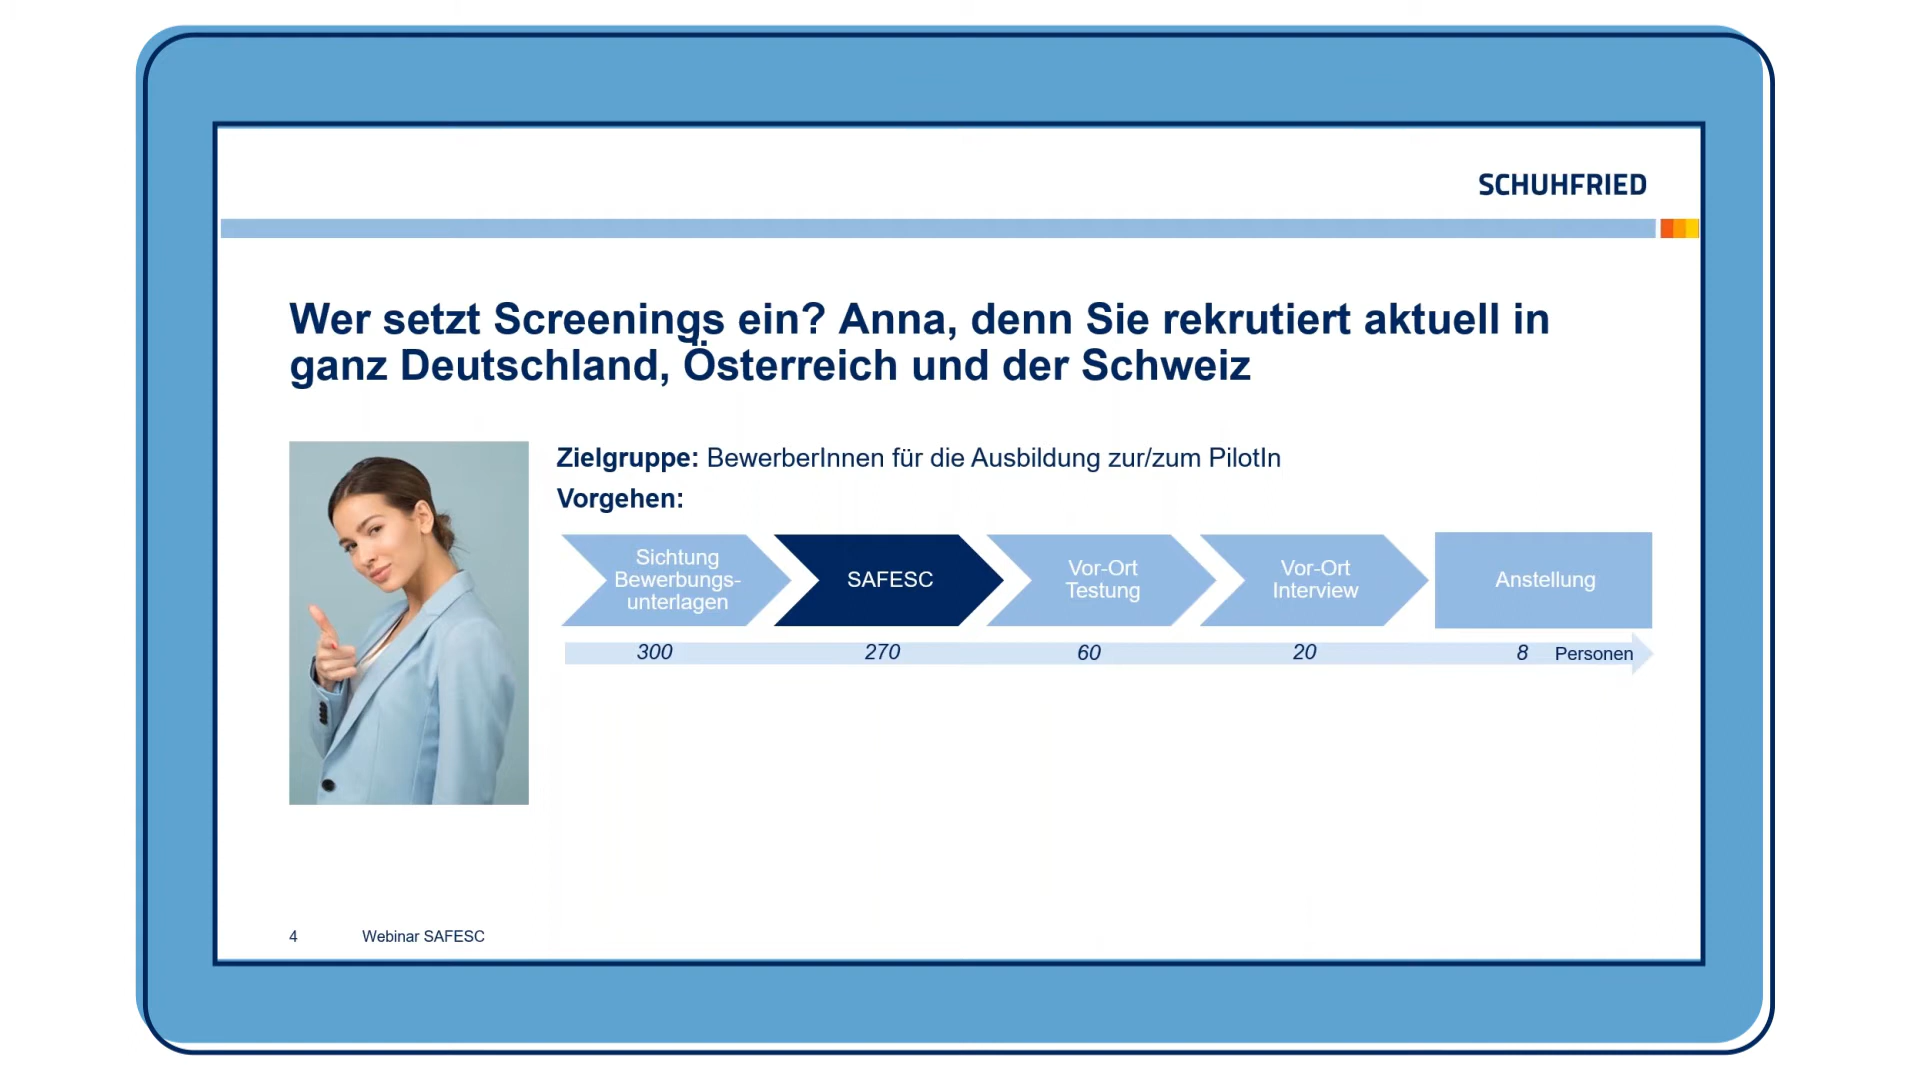 SCHUHFRIED
Wer setzt Screenings ein? Anna, denn Sie rekrutiert aktuell in
ganz Deutschland, Österreich und der Schweiz
Zielgruppe: BewerberInnen für die Ausbildung zur/zum PilotIn
Vorgehen:
Sichtung
Bewerbungs-
unterlagen
SAFESC
Vor-Ort
Testung
Vor-Ort
Interview
Anstellung
300 270 60 20 8 Personen
4 Webinar SAFESC